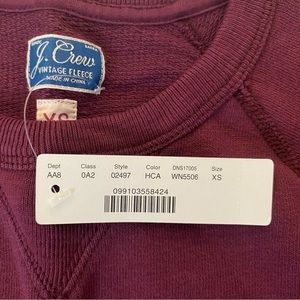 J. Crew
VINTAGE FLEECE
MADE IN CHINA
XS
Dept Class Style Color DNS17005 Size
AA8 0A2 02497 HCA WN5506 XS
099103558424